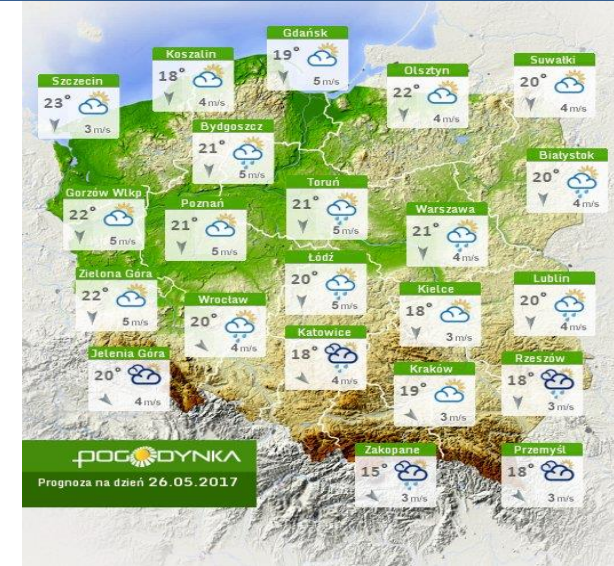 Gdańsk
19°
5 m/s
Koszalin
18°
4 m/s
Olsztyn
22°
4 m/s
Suwałki
20°
4 m/s
Szczecin
23°
3 m/s
Bydgoszcz
21°
5 m/s
Białystok
20°
4 m/s
Gorzów Wlkp
22°
5 m/s
Poznań
21°
5 m/s
Toruń
21°
5 m/s
Warszawa
21°
4 m/s
Zielona Góra
22°
5 m/s
Wrocław
20°
4 m/s
Łódź
20°
5 m/s
Kielce
18°
3 m/s
Lublin
20°
4 m/s
Jelenia Góra
20°
4 m/s
Katowice
18°
4 m/s
Kraków
19°
3 m/s
Rzeszów
18°
3 m/s
Zakopane
15°
3 m/s
Przemyśl
18°
3 m/s
POGODYNKA
Prognoza na dzień 26.05.2017